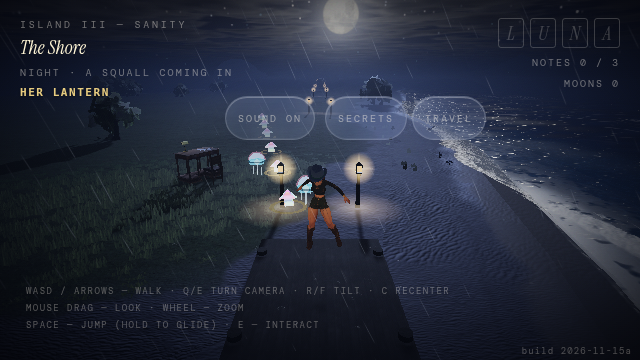 ISLAND III — SANITY
The Shore
NIGHT · A SQUALL COMING IN
HER LANTERN
L U N A
NOTES 0 / 3
MOONS 0
SOUND ON
SECRETS
TRAVEL
WASD / ARROWS — WALK · Q/E TURN CAMERA · R/F TILT · C RECENTER
MOUSE DRAG — LOOK · WHEEL — ZOOM
SPACE — JUMP (HOLD TO GLIDE) · E — INTERACT
build 2026-11-15a